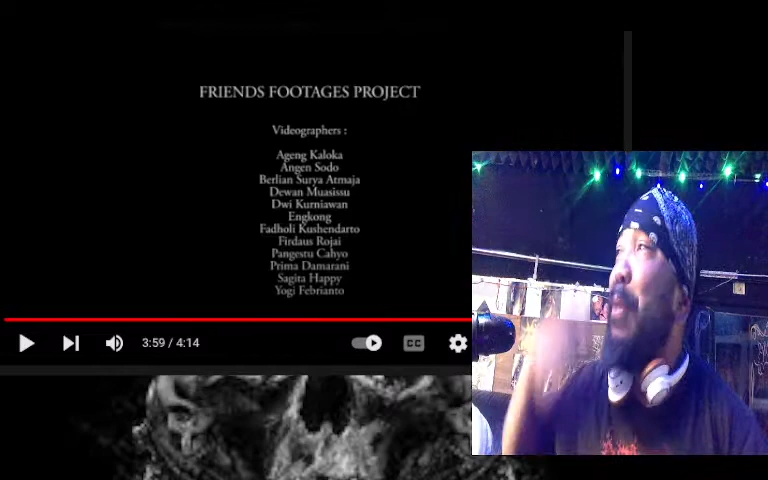 FRIENDS FOOTAGES PROJECT
Videographers :
Ageng Kaloka
Angen Sodo
Berlian Surya Atmaja
Dewan Muasissu
Dwi Kurniawan
Engkong
Fadholi Kushendarto
Firdaus Rojai
Pangestu Cahyo
Prima Damarani
Sagita Happy
Yogi Febrianto
3:59 / 4:14
CC